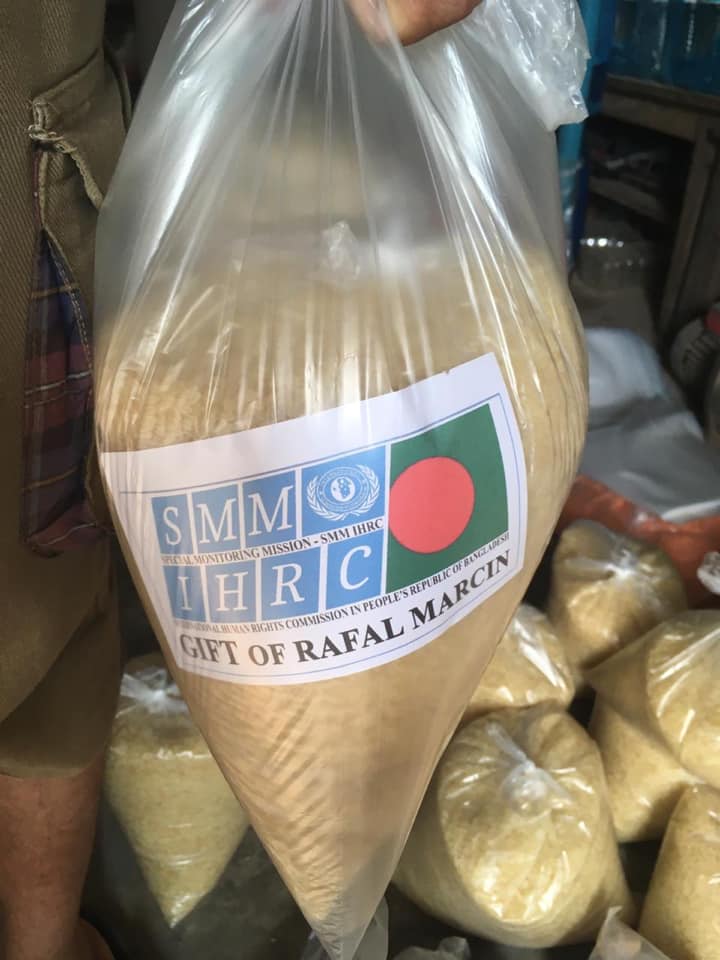 SMM
SPECIAL MONITORING MISSION - SMM IHRC
IHRC
INTERNATIONAL HUMAN RIGHTS COMMISSION IN PEOPLE'S REPUBLIC OF BANGLADESH
GIFT OF RAFAL MARCIN